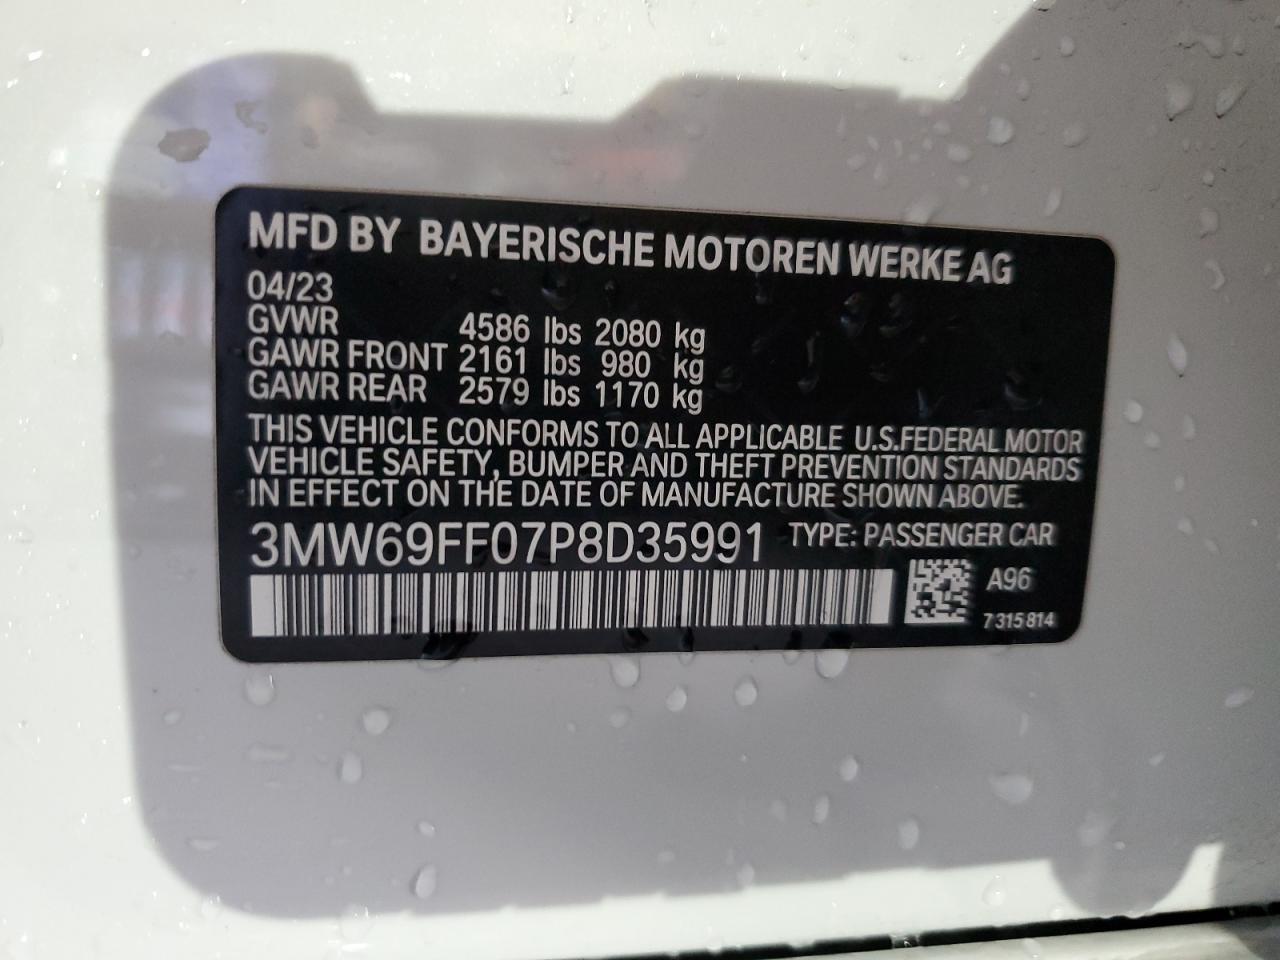 MFD BY BAYERISCHE MOTOREN WERKE AG
04/23
GVWR 4586 lbs 2080 kg
GAWR FRONT 2161 lbs 980 kg
GAWR REAR 2579 lbs 1170 kg
THIS VEHICLE CONFORMS TO ALL APPLICABLE U.S.FEDERAL MOTOR
VEHICLE SAFETY, BUMPER AND THEFT PREVENTION STANDARDS
IN EFFECT ON THE DATE OF MANUFACTURE SHOWN ABOVE.
3MW69FF07P8D35991 TYPE: PASSENGER CAR
A96
7 315 814